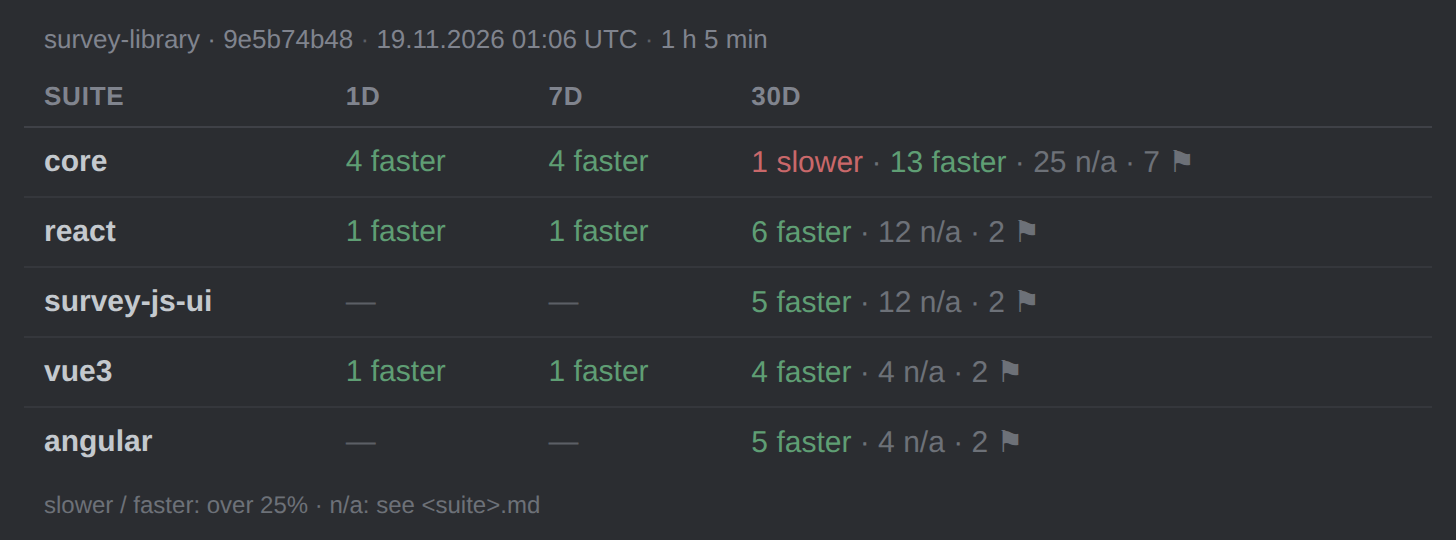 survey-library · 9e5b74b48 · 19.11.2026 01:06 UTC · 1 h 5 min
SUITE 1D 7D 30D
core 4 faster 4 faster 1 slower · 13 faster · 25 n/a · 7 ⚑
react 1 faster 1 faster 6 faster · 12 n/a · 2 ⚑
survey-js-ui — — 5 faster · 12 n/a · 2 ⚑
vue3 1 faster 1 faster 4 faster · 4 n/a · 2 ⚑
angular — — 5 faster · 4 n/a · 2 ⚑
slower / faster: over 25% · n/a: see <suite>.md